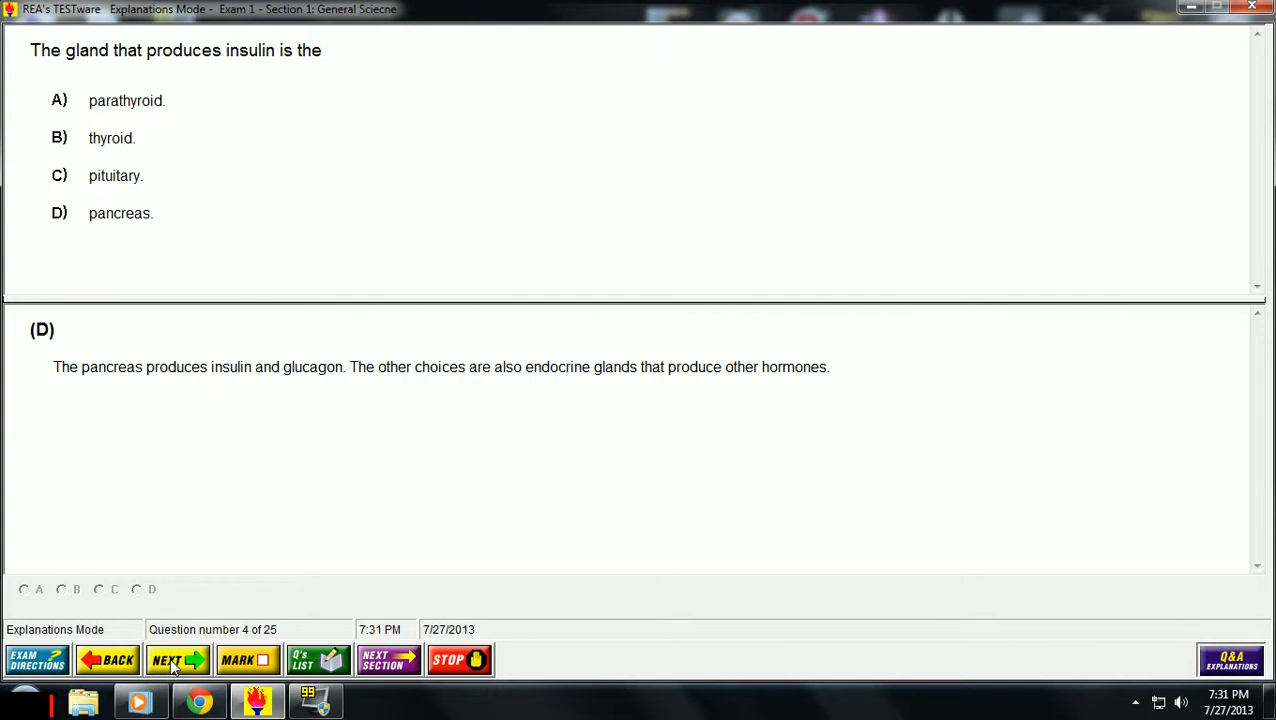 REA's TESTware Explanations Mode - Exam 1 - Section 1: General Sciecne
The gland that produces insulin is the
A) parathyroid.
B) thyroid.
C) pituitary.
D) pancreas.
(D)
The pancreas produces insulin and glucagon. The other choices are also endocrine glands that produce other hormones.
A B C D
Explanations Mode Question number 4 of 25 7:31 PM 7/27/2013
EXAM DIRECTIONS ? BACK NEXT MARK Q's LIST NEXT SECTION STOP Q&A EXPLANATIONS
99
7:31 PM
7/27/2013